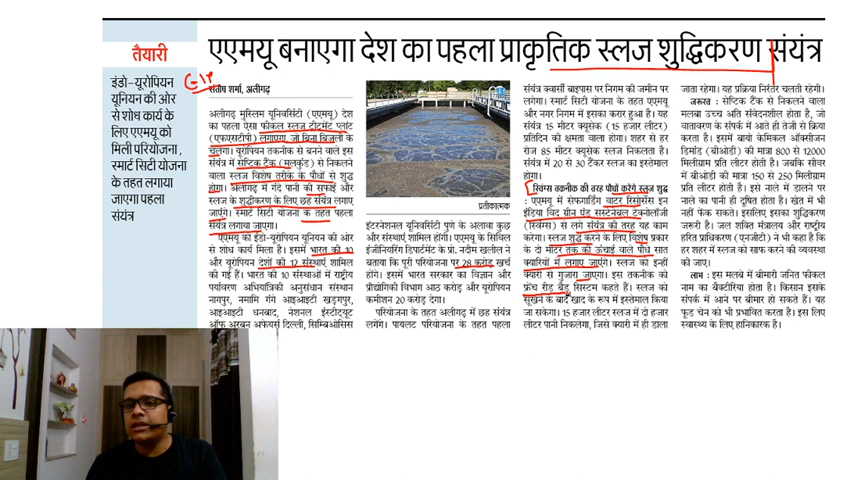 एएमयू बनाएगा देश का पहला प्राकृतिक स्लज शुद्धिकरण संयंत्र
तैयारी
इंडो-यूरोपियन
यूनियन की ओर
से शोध कार्य के
लिए एएमयू को
मिली परियोजना,
स्मार्ट सिटी योजना
के तहत लगाया
जाएगा पहला
संयंत्र
संतोष शर्मा, अलीगढ़
अलीगढ़ मुस्लिम यूनिवर्सिटी (एएमयू) देश
का पहला ऐसा फीकल स्लज ट्रीटमेंट प्लांट
(एफएसटीपी) लगाएगा, जो बिना बिजली के
चलेगा। यूरोपियन तकनीक से बनने वाले इस
संयंत्र में सेप्टिक टैंक (मलकुंड) से निकलने
वाला स्लज विशेष तरीके के पौधों से शुद्ध
होगा। अलीगढ़ में गंदे पानी की सफाई और
स्लज के शुद्धीकरण के लिए छह संयंत्र लगाए
जाएंगे। स्मार्ट सिटी योजना के तहत पहला
संयंत्र लगाया जाएगा।
एएमयू को इंडो-यूरोपियन यूनियन की ओर
से शोध कार्य मिला है। इसमें भारत की 10
और यूरोपियन देशों की 12 संस्थाएं शामिल
की गई हैं। भारत की 10 संस्थाओं में राष्ट्रीय
पर्यावरण अभियांत्रिकी अनुसंधान संस्थान
नागपुर, नमामि गंगे आइआइटी खड़गपुर,
आइआइटी धनबाद, नेशनल इंस्टीट्यूट
ऑफ अरबन अफेयर्स दिल्ली, सिम्बिओसिस
प्रतीकात्मक
इंटरनेशनल यूनिवर्सिटी पुणे के अलावा कुछ
और संस्थाएं शामिल होंगी। एएमयू के सिविल
इंजीनियरिंग डिपार्टमेंट के प्रो. नदीम खलील ने
बताया कि पूरी परियोजना पर 28 करोड़ खर्च
होंगे। इसमें भारत सरकार का विज्ञान और
प्रौद्योगिकी विभाग आठ करोड़ और यूरोपियन
कमीशन 20 करोड़ देगा।
परियोजना के तहत अलीगढ़ में छह संयंत्र
लगेंगे। पायलट परियोजना के तहत पहला
संयंत्र क्वार्सी बाइपास पर निगम की जमीन पर
लगेगा। स्मार्ट सिटी योजना के तहत एएमयू
और नगर निगम में इसका करार हुआ है। यह
संयंत्र 15 मीटर क्यूसेक (15 हजार लीटर)
प्रतिदिन की क्षमता वाला होगा। शहर से हर
रोज 85 मीटर क्यूसेक स्लज निकलता है।
संयंत्र में 20 से 30 टैंकर स्लज का इस्तेमाल
होगा।
स्विंग्स तकनीक की तरह पौधों करेंगे स्लज शुद्ध
: एएमयू में सेफगार्डिंग वाटर रिसोर्सेस इन
इंडिया विद ग्रीन एंड सस्टेनेबल टेक्नोलॉजी
(स्विंग्स) से लगे संयंत्र की तरह यह काम
करेगा। स्लज शुद्ध करने के लिए विशेष प्रकार
के दो मीटर तक की ऊंचाई वाले पौधे सात
क्यारियों में लगाए जाएंगे। स्लज को इन्हीं
क्यारी से गुजारा जाएगा। इस तकनीक को
फ्रेंच रीड बेड सिस्टम कहते हैं। स्लज को
सूखने के बाद खाद के रूप में इस्तेमाल किया
जा सकेगा। 15 हजार लीटर स्लज में दो हजार
लीटर पानी निकलेगा, जिसे क्यारी में ही डाला
जाता रहेगा। यह प्रक्रिया निरंतर चलती रहेगी।
जरूरत : सेप्टिक टैंक से निकलने वाला
मलबा उच्च अति संवेदनशील होता है, जो
वातावरण के संपर्क में आते ही तेजी से क्रिया
करता है। इसमें बायो केमिकल ऑक्सीजन
डिमांड (बीओडी) की मात्रा 800 से 12000
मिलीग्राम प्रति लीटर होती है। जबकि सीवर
में बीओडी की मात्रा 150 से 250 मिलीग्राम
प्रति लीटर होती है। इसे नाले में डालने पर
नाले का पानी ही दूषित होता है। खेत में भी
नहीं फेंक सकते। इसलिए इसका शुद्धिकरण
जरूरी है। जल शक्ति मंत्रालय और राष्ट्रीय
हरित प्राधिकरण (एनजीटी) ने भी कहा है कि
हर शहर में स्लज को साफ करने की व्यवस्था
की जाए।
लाभ : इस मलबे में बीमारी जनित फीकल
नाम का बैक्टीरिया होता है। किसान इसके
संपर्क में आने पर बीमार हो सकते हैं। यह
फूड चेन को भी प्रभावित करता है। इस लिए
स्वास्थ्य के लिए हानिकारक है।